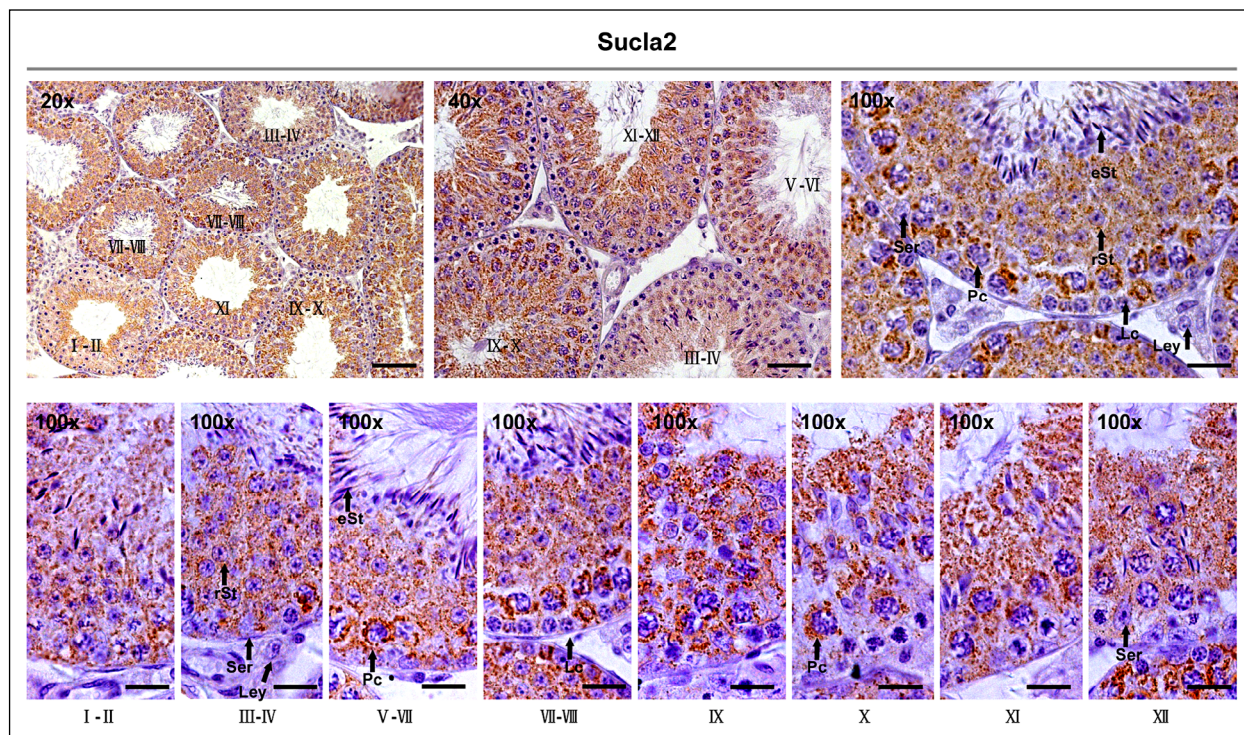 Sucla2
20x
III-IV
VII-VIII
VII-VIII
XI
IX-X
I-II
40x
XI-XII
V-VI
IX-X
III-IV
100x
eSt
Ser
rSt
Pc
Lc
Ley
100x
100x
100x
100x
100x
100x
100x
100x
eSt
rSt
Ser
Ley
Pc
Lc
Pc
Ser
I-II
III-IV
V-VII
VII-VIII
IX
X
XI
XII